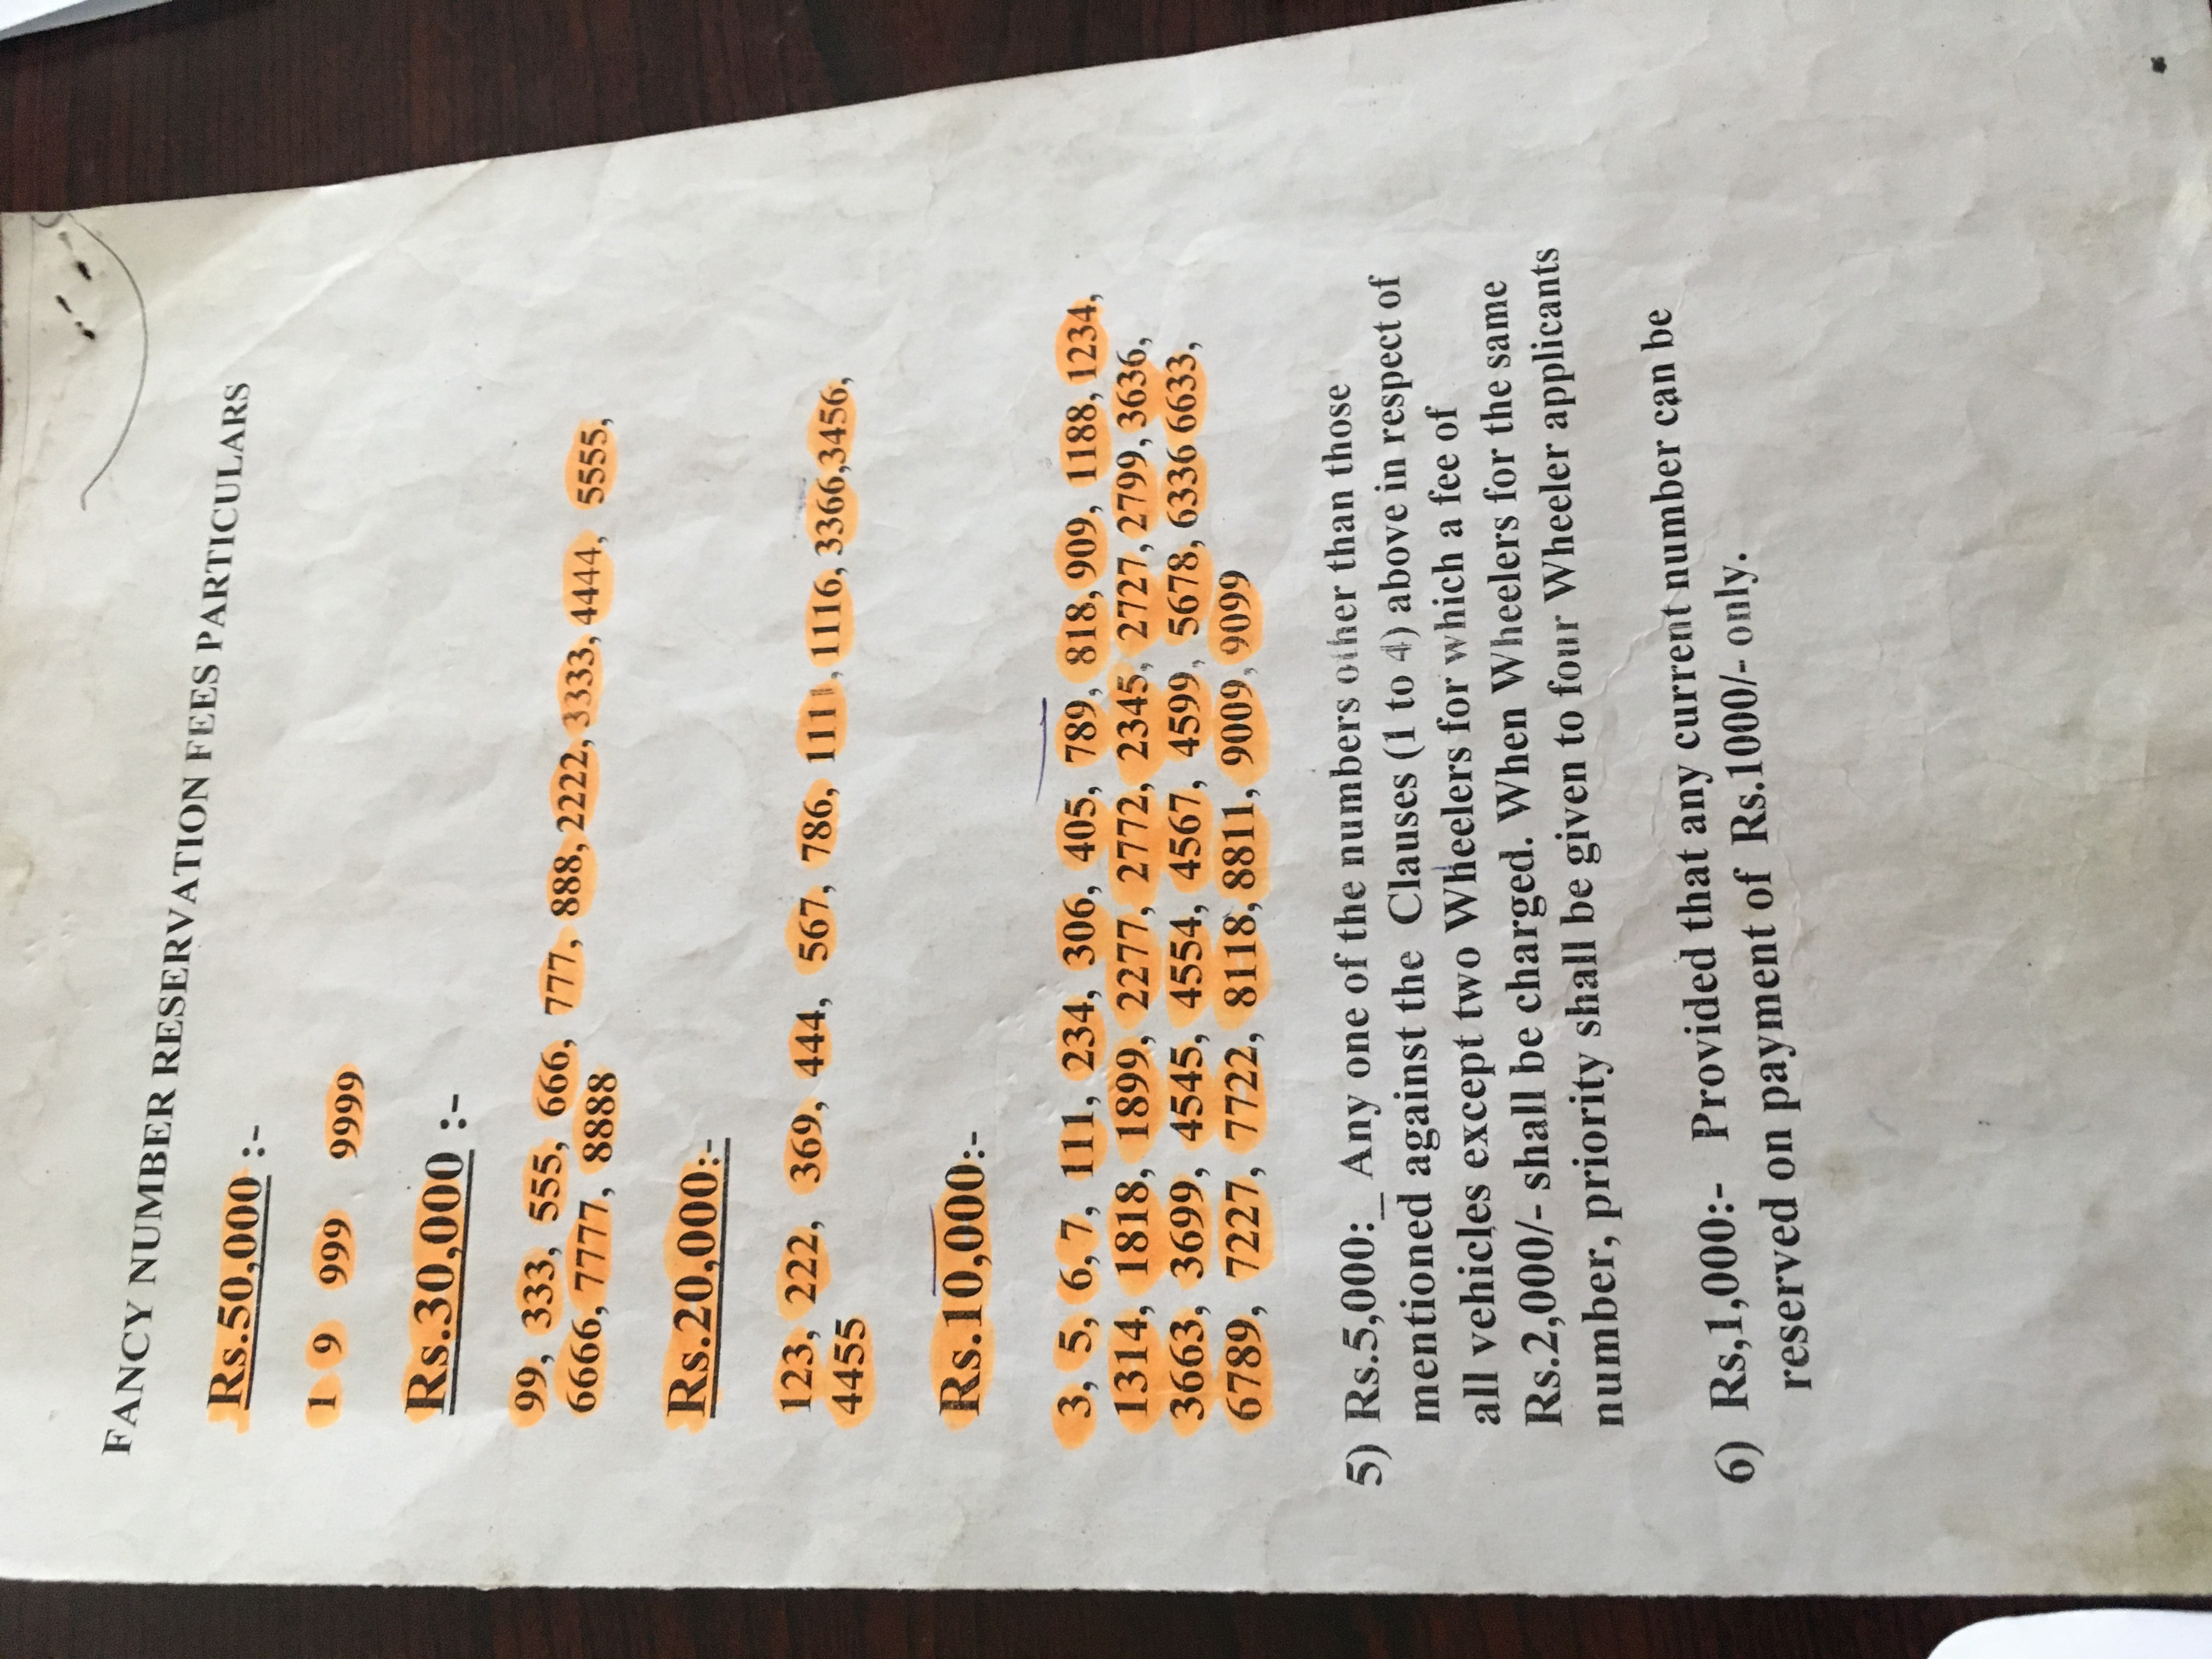 FANCY NUMBER RESERVATION FEES PARTICULARS
Rs.50,000 :-
1 9 999 9999
Rs.30,000 :-
99, 333, 555, 666, 777, 888, 2222, 3333, 4444, 5555,
6666, 7777, 8888
Rs.20,000:-
123, 222, 369, 444, 567, 786, 1111, 1116, 3366,3456,
4455
Rs.10,000:-
3, 5, 6, 7, 111, 234, 306, 405, 789, 818, 909, 1188, 1234,
1314, 1818, 1899, 2277, 2772, 2345, 2727, 2799, 3636,
3663, 3699, 4545, 4554, 4567, 4599, 5678, 6336 6633,
6789, 7227, 7722, 8118, 8811, 9009, 9099
5) Rs.5,000:_ Any one of the numbers other than those
mentioned against the Clauses (1 to 4) above in respect of
all vehicles except two Wheelers for which a fee of
Rs.2,000/- shall be charged. When Wheelers for the same
number, priority shall be given to four Wheeler applicants
6) Rs,1,000:- Provided that any current number can be
reserved on payment of Rs.1000/- only.